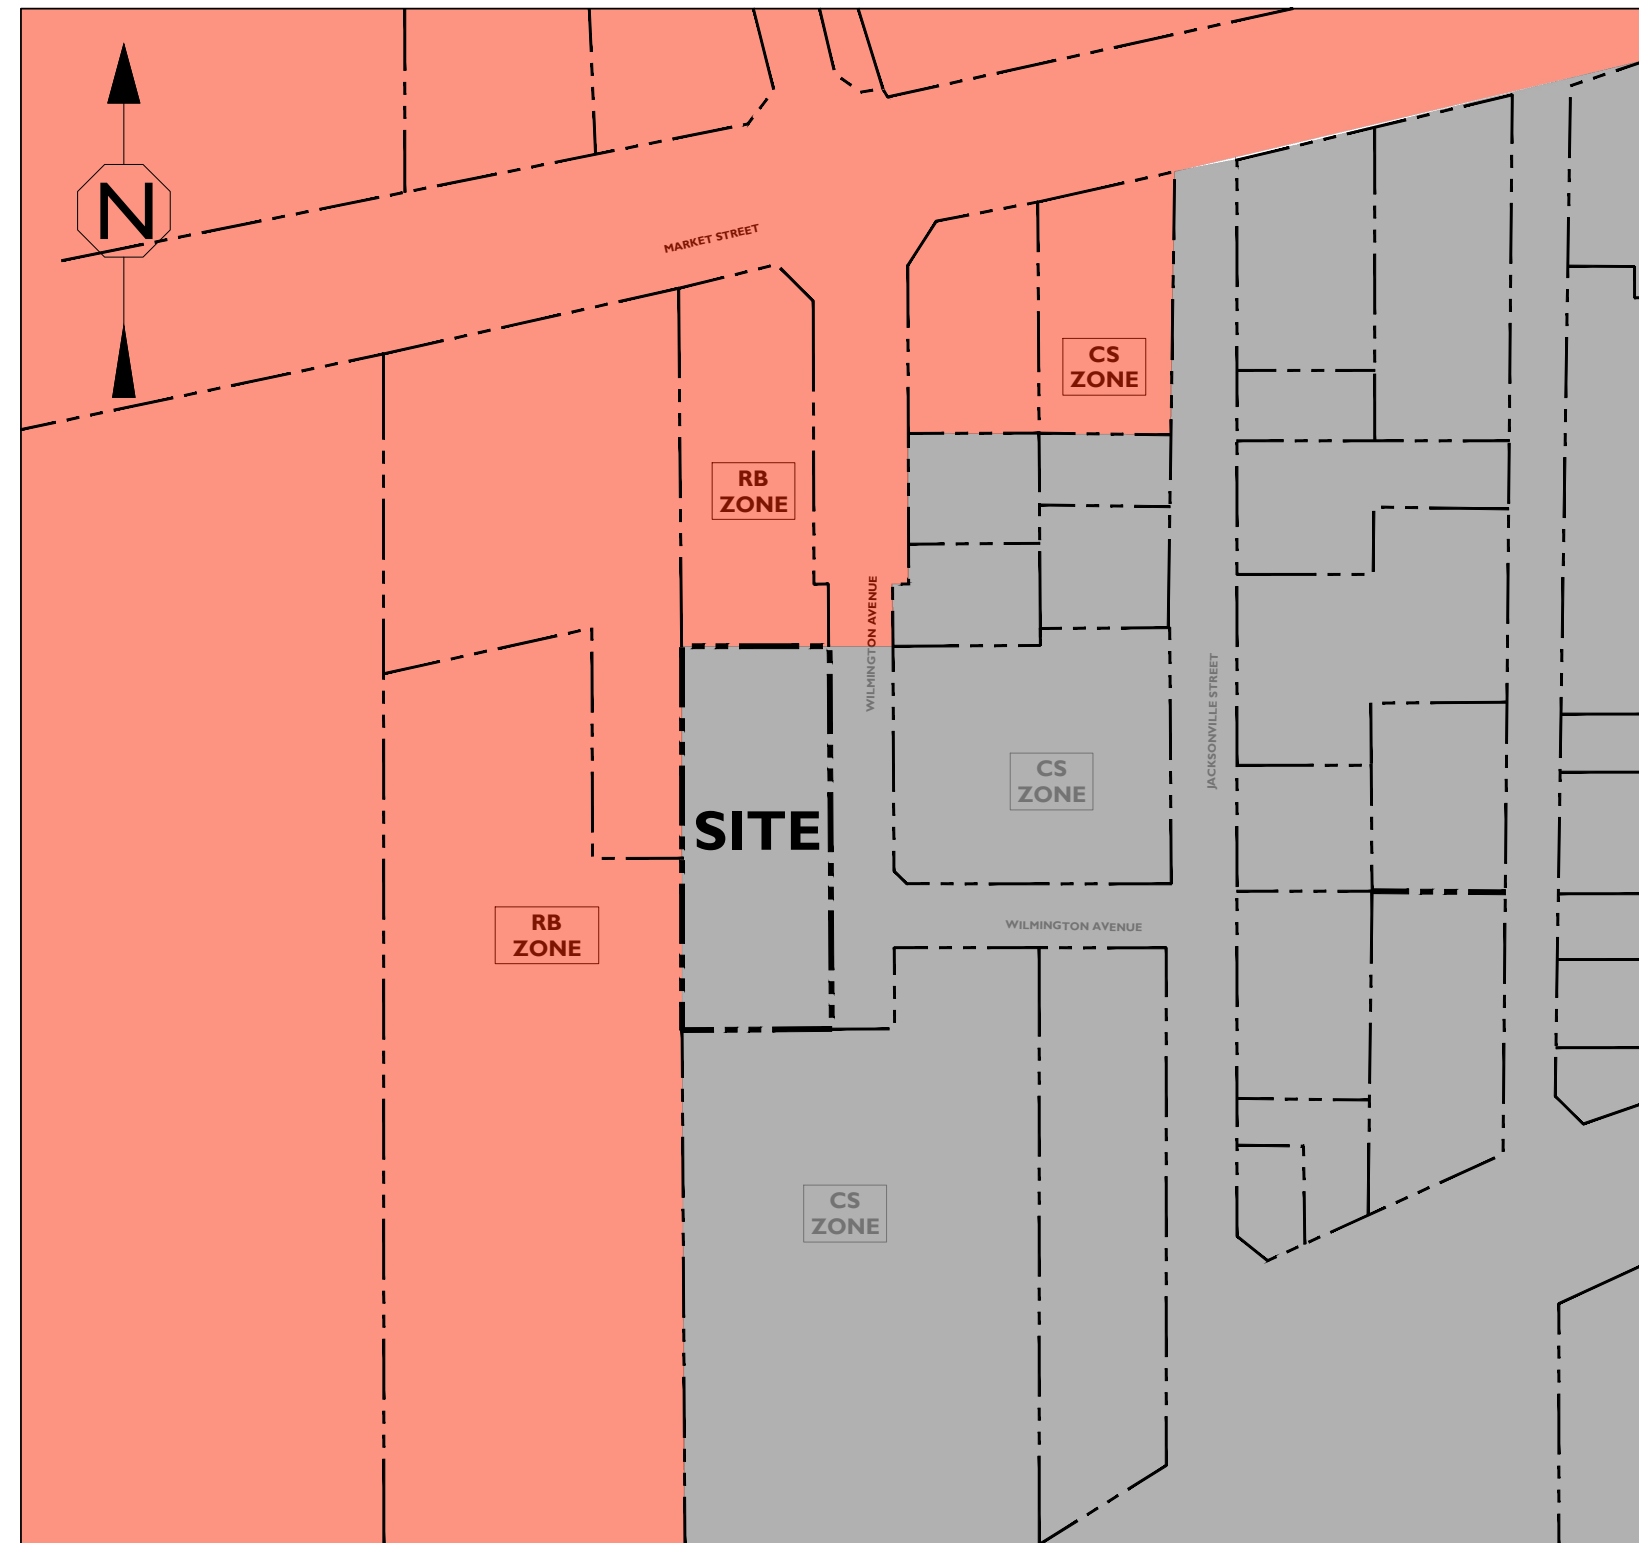 N
MARKET STREET
CS
ZONE
RB
ZONE
WILMINGTON AVENUE
JACKSONVILLE STREET
CS
ZONE
SITE
RB
ZONE
WILMINGTON AVENUE
CS
ZONE